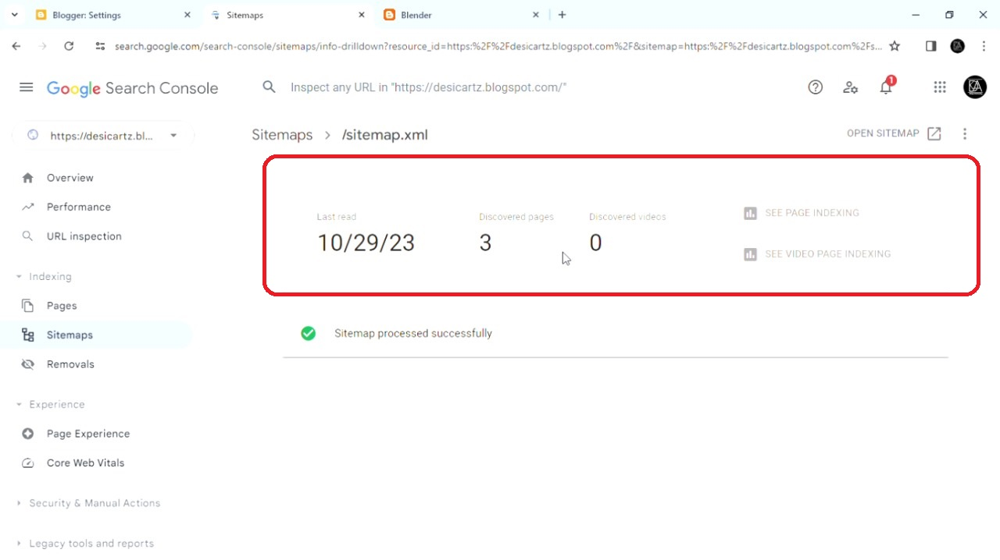 Blogger: Settings
Sitemaps
Blender
search.google.com/search-console/sitemaps/info-drilldown?resource_id=https:%2F%2Fdesicartz.blogspot.com%2F&sitemap=https:%2F%2Fdesicartz.blogspot.com%2Fs...
Google Search Console
Inspect any URL in "https://desicartz.blogspot.com/"
1
https://desicartz.bl...
Sitemaps > /sitemap.xml
OPEN SITEMAP
Overview
Performance
URL inspection
Indexing
Pages
Sitemaps
Removals
Experience
Page Experience
Core Web Vitals
Security & Manual Actions
Legacy tools and reports
Last read
10/29/23
Discovered pages
3
Discovered videos
0
SEE PAGE INDEXING
SEE VIDEO PAGE INDEXING
Sitemap processed successfully